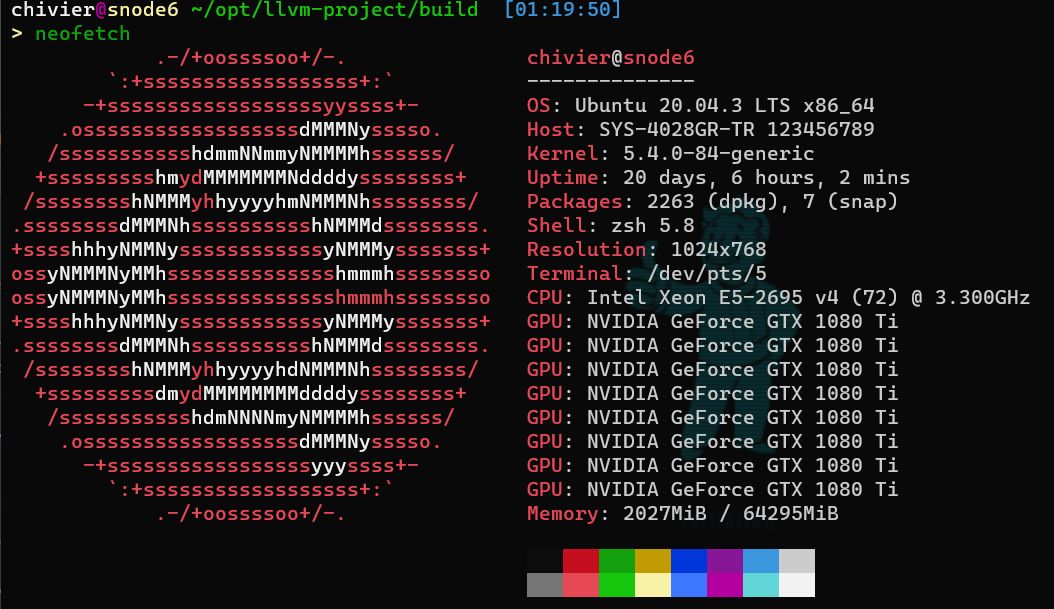 chivier@snode6 ~/opt/llvm-project/build [01:19:50]
> neofetch
.-/+oossssoo+/-. chivier@snode6
`:+ssssssssssssssssss+:` --------------
-+ssssssssssssssssssyyssss+- OS: Ubuntu 20.04.3 LTS x86_64
.ossssssssssssssssssdMMMNysssso. Host: SYS-4028GR-TR 123456789
/ssssssssssshdmmNNmmyNMMMMhssssss/ Kernel: 5.4.0-84-generic
+ssssssssshmydMMMMMMMNddddyssssssss+ Uptime: 20 days, 6 hours, 2 mins
/sssssssshNMMMyhhyyyyhmNMMMNhssssssss/ Packages: 2263 (dpkg), 7 (snap)
.ssssssssdMMMNhsssssssssshNMMMdssssssss. Shell: zsh 5.8
+sssshhhyNMMNyssssssssssssyNMMMysssssss+ Resolution: 1024x768
ossyNMMMNyMMhsssssssssssssshmmmhssssssso Terminal: /dev/pts/5
ossyNMMMNyMMhsssssssssssssshmmmhssssssso CPU: Intel Xeon E5-2695 v4 (72) @ 3.300GHz
+sssshhhyNMMNyssssssssssssyNMMMysssssss+ GPU: NVIDIA GeForce GTX 1080 Ti
.ssssssssdMMMNhsssssssssshNMMMdssssssss. GPU: NVIDIA GeForce GTX 1080 Ti
/sssssssshNMMMyhhyyyyhdNMMMNhssssssss/ GPU: NVIDIA GeForce GTX 1080 Ti
+sssssssssdmydMMMMMMMMddddyssssssss+ GPU: NVIDIA GeForce GTX 1080 Ti
/ssssssssssshdmNNNNmyNMMMMhssssss/ GPU: NVIDIA GeForce GTX 1080 Ti
.ossssssssssssssssssdMMMNysssso. GPU: NVIDIA GeForce GTX 1080 Ti
-+sssssssssssssssssyyyssss+- GPU: NVIDIA GeForce GTX 1080 Ti
`:+ssssssssssssssssss+:` GPU: NVIDIA GeForce GTX 1080 Ti
.-/+oossssoo+/-. Memory: 2027MiB / 64295MiB